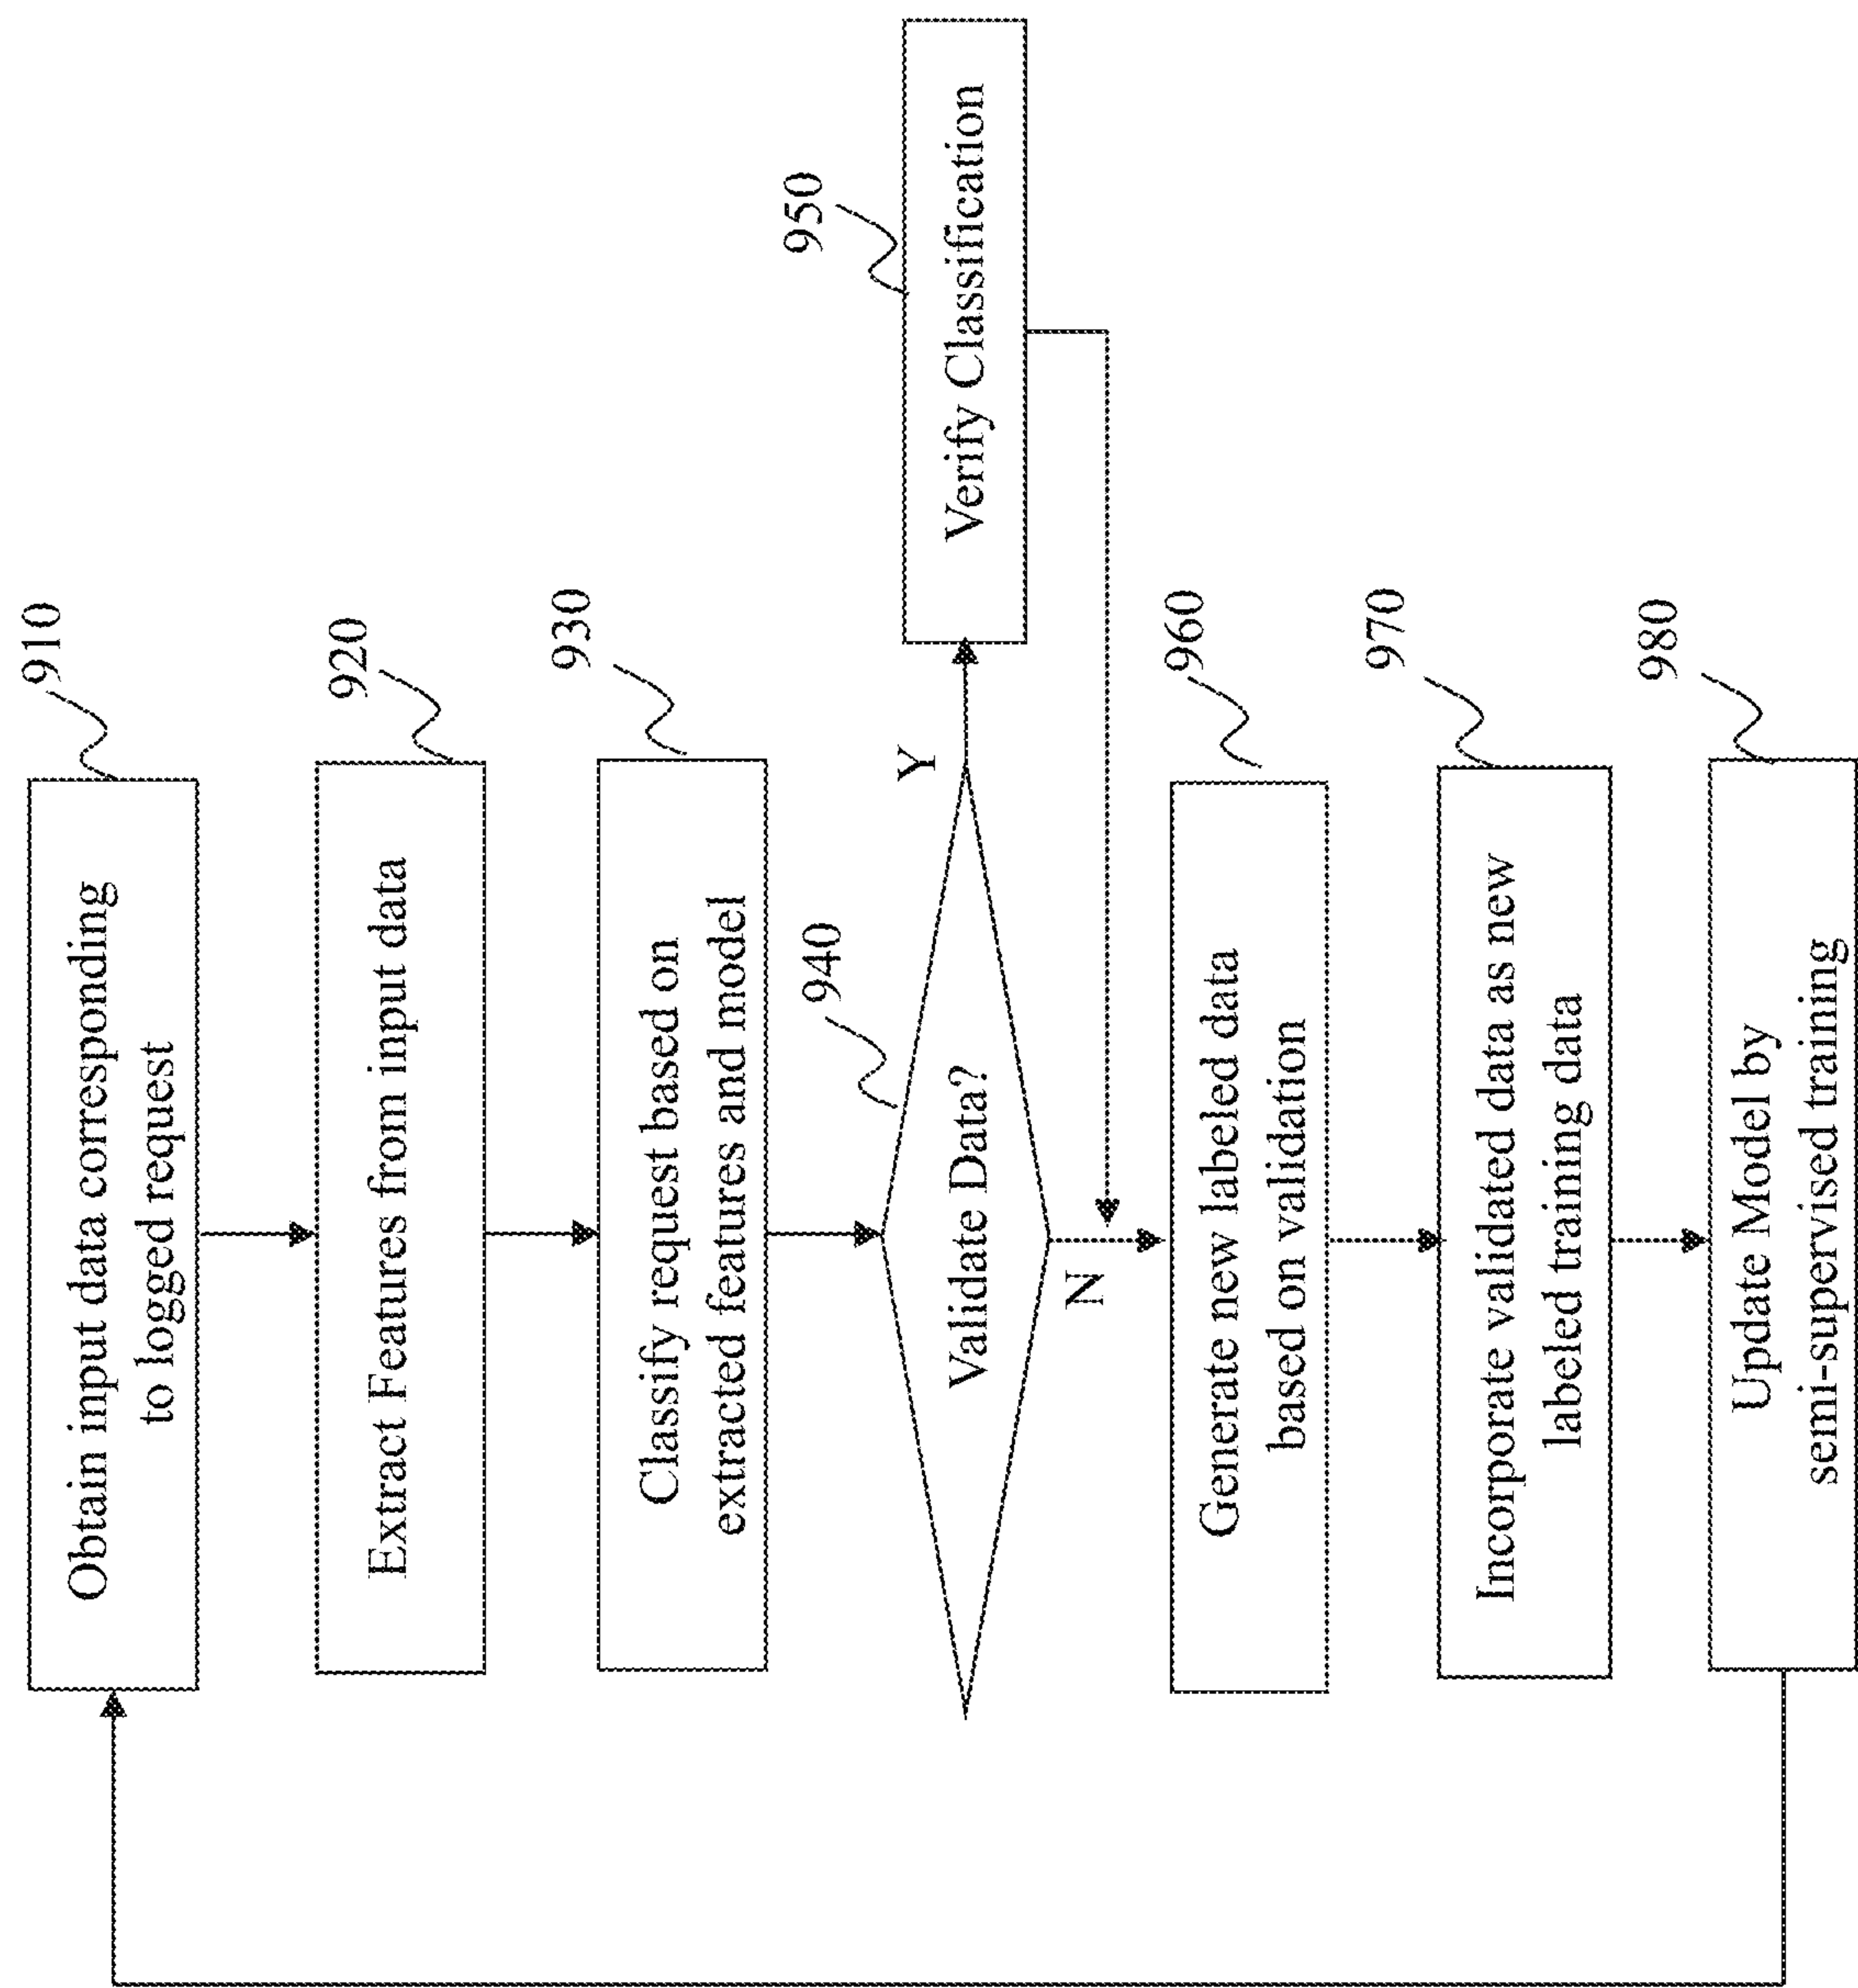 910
Obtain input data corresponding
to logged request
920
Extract Features from input data
930
Classify request based on
extracted features and model
940
Validate Data?
Y
950
Verify Classification
N
960
Generate new labeled data
based on validation
970
Incorporate validated data as new
labeled training data
980
Update Model by
semi-supervised training